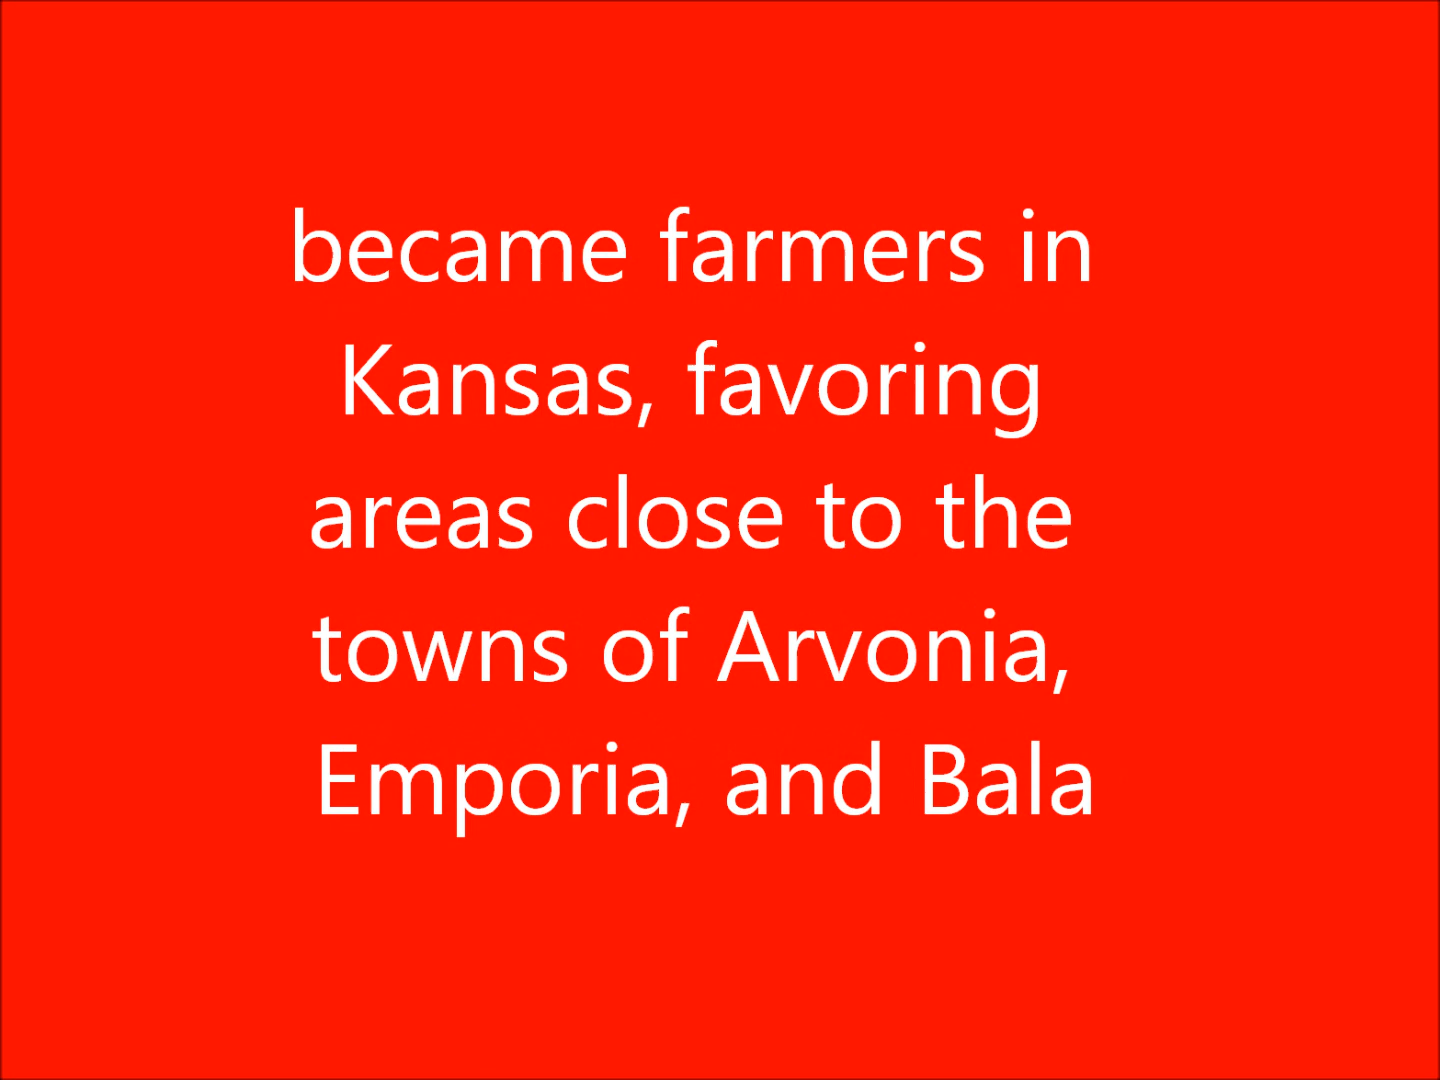 became farmers in
Kansas, favoring
areas close to the
towns of Arvonia,
Emporia, and Bala